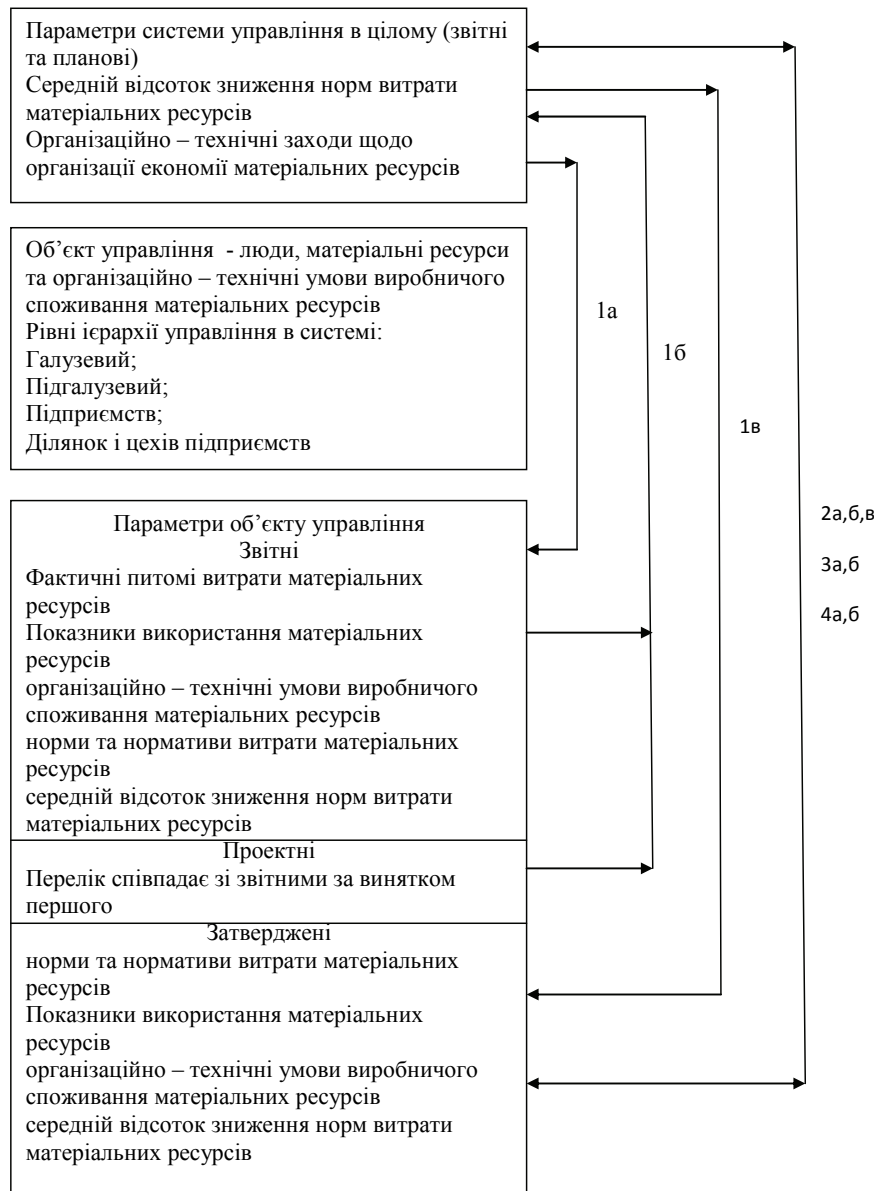 Параметри системи управління в цілому (звітні
та планові)
Середній відсоток зниження норм витрати
матеріальних ресурсів
Організаційно – технічні заходи щодо
організації економії матеріальних ресурсів
Об’єкт управління - люди, матеріальні ресурси
та організаційно – технічні умови виробничого
споживання матеріальних ресурсів
Рівні ієрархії управління в системі:
Галузевий;
Підгалузевий;
Підприємств;
Ділянок і цехів підприємств
1а
1б
1в
2а,б,в
3а,б
4а,б
Параметри об’єкту управління
Звітні
Фактичні питомі витрати матеріальних
ресурсів
Показники використання матеріальних
ресурсів
організаційно – технічні умови виробничого
споживання матеріальних ресурсів
норми та нормативи витрати матеріальних
ресурсів
середній відсоток зниження норм витрати
матеріальних ресурсів
Проектні
Перелік співпадає зі звітними за винятком
першого
Затверджені
норми та нормативи витрати матеріальних
ресурсів
Показники використання матеріальних
ресурсів
організаційно – технічні умови виробничого
споживання матеріальних ресурсів
середній відсоток зниження норм витрати
матеріальних ресурсів